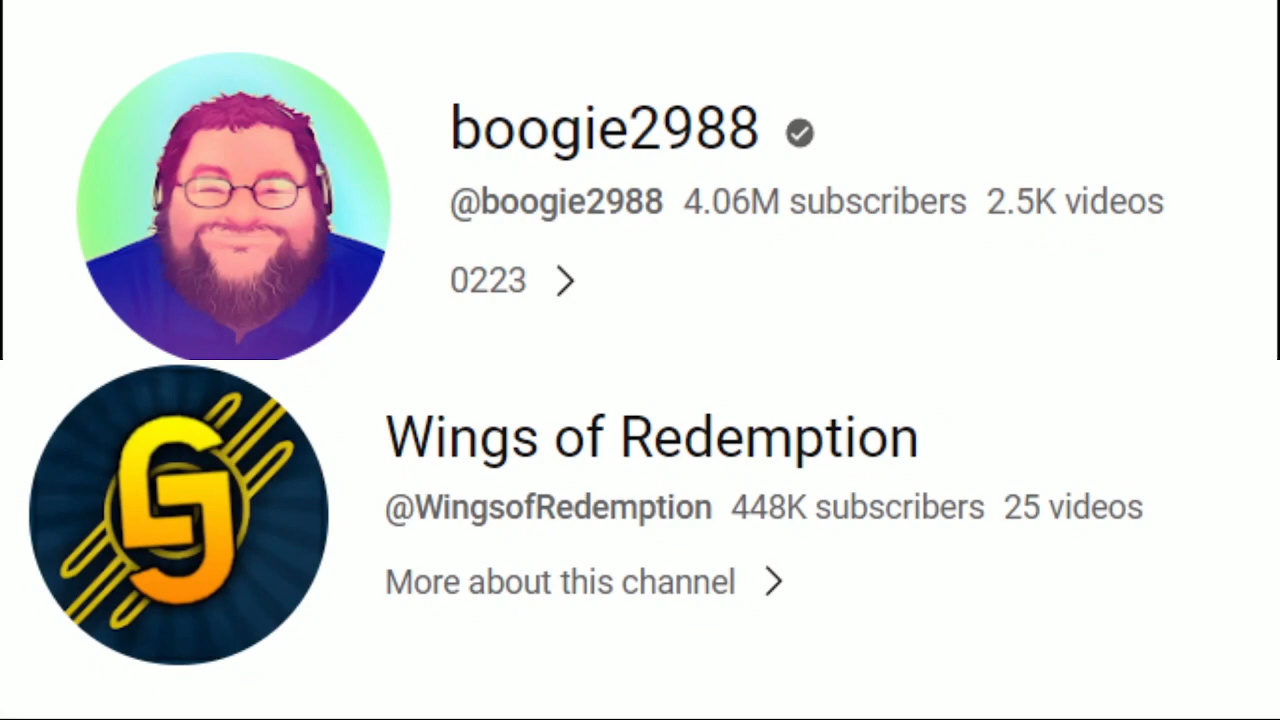 boogie2988
@boogie2988 4.06M subscribers 2.5K videos
0223
Wings of Redemption
@WingsofRedemption 448K subscribers 25 videos
More about this channel